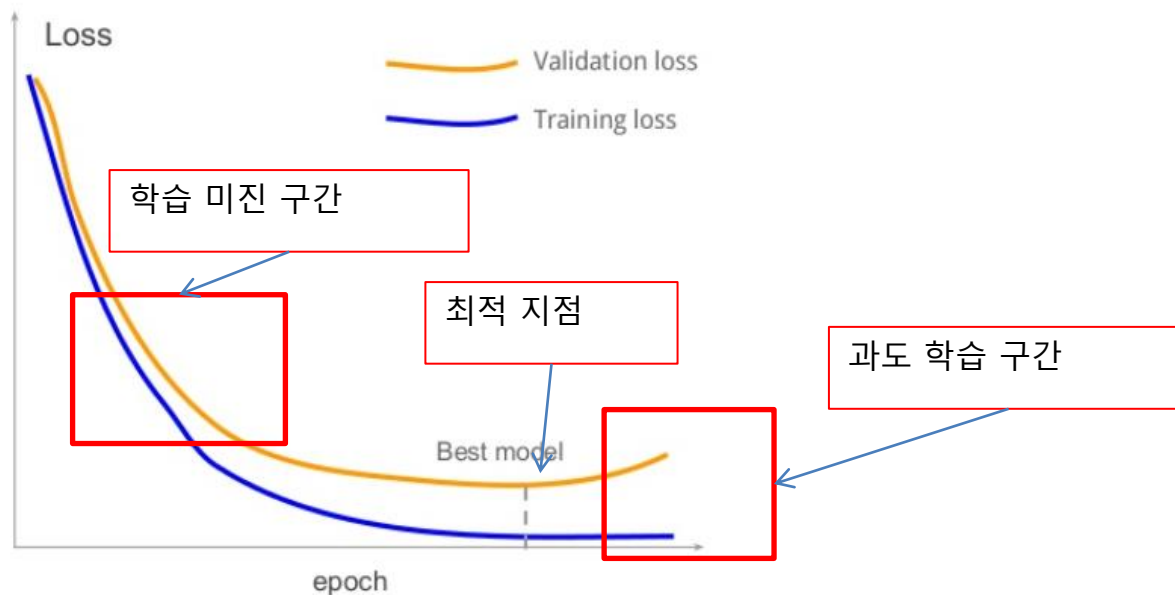 Loss
Validation loss
Training loss
학습 미진 구간
최적 지점
과도 학습 구간
Best model
epoch